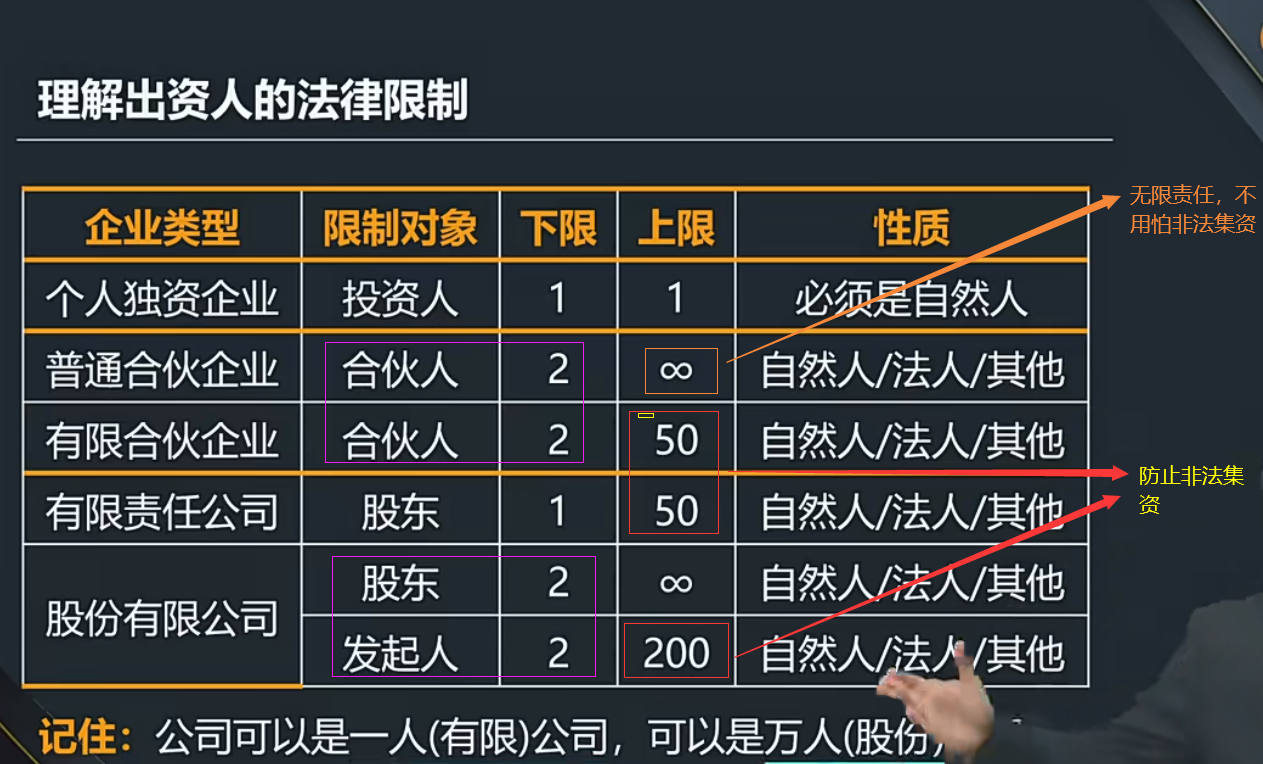 理解出资人的法律限制
企业类型 限制对象 下限 上限 性质
个人独资企业 投资人 1 1 必须是自然人
普通合伙企业 合伙人 2 ∞ 自然人/法人/其他
有限合伙企业 合伙人 2 50 自然人/法人/其他
有限责任公司 股东 1 50 自然人/法人/其他
股份有限公司 股东 2 ∞ 自然人/法人/其他
发起人 2 200 自然人/法人/其他
记住：公司可以是一人(有限)公司，可以是万人(股份)
无限责任，不
用怕非法集资
防止非法集
资